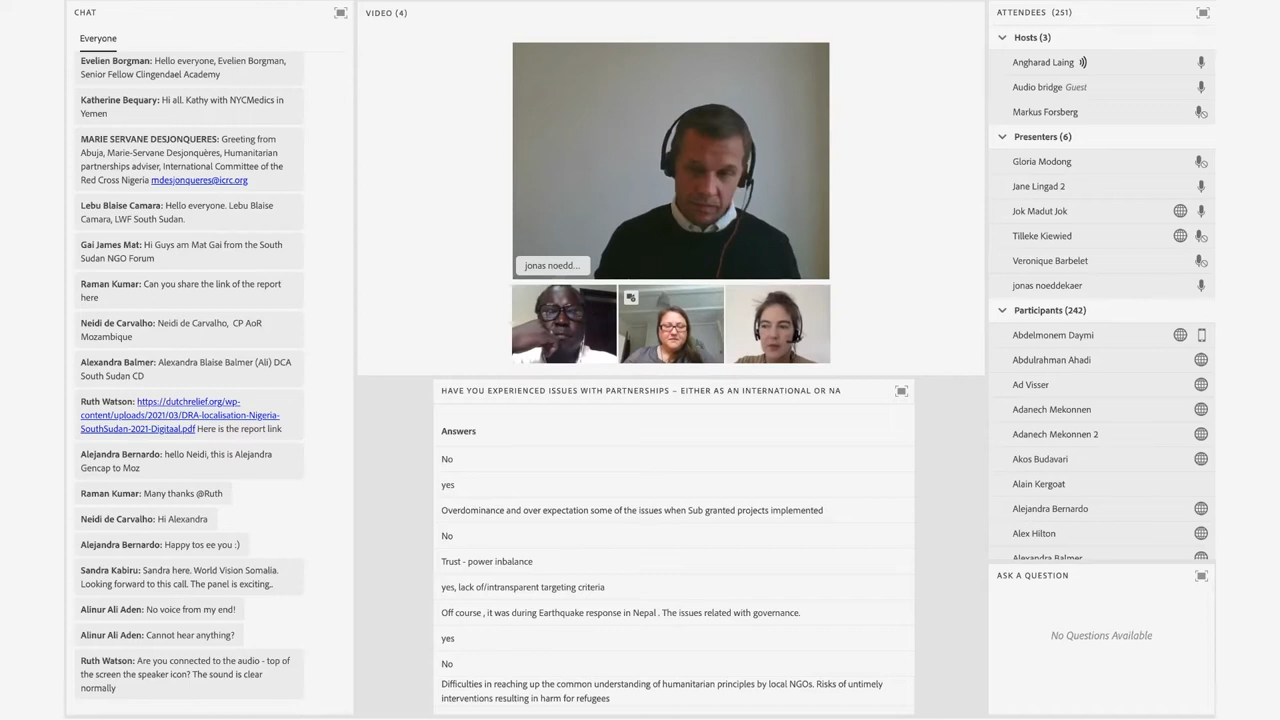 CHAT
Everyone
Evelien Borgman: Hello everyone, Evelien Borgman,
Senior Fellow Clingendael Academy
Katherine Bequary: Hi all. Kathy with NYCMedics in
Yemen
MARIE SERVANE DESJONQUERES: Greeting from
Abuja, Marie-Servane Desjonquères, Humanitarian
partnerships adviser, International Committee of the
Red Cross Nigeria mdesjonqueres@icrc.org
Lebu Blaise Camara: Hello everyone. Lebu Blaise
Camara, LWF South Sudan.
Gai James Mat: Hi Guys am Mat Gai from the South
Sudan NGO Forum
Raman Kumar: Can you share the link of the report
here
Neidi de Carvalho: Neidi de Carvalho, CP AoR
Mozambique
Alexandra Balmer: Alexandra Blaise Balmer (Ali) DCA
South Sudan CD
Ruth Watson: https://dutchrelief.org/wp-
content/uploads/2021/03/DRA-localisation-Nigeria-
SouthSudan-2021-Digitaal.pdf Here is the report link
Alejandra Bernardo: hello Neidi, this is Alejandra
Gencap to Moz
Raman Kumar: Many thanks @Ruth
Neidi de Carvalho: Hi Alexandra
Alejandra Bernardo: Happy tos ee you :)
Sandra Kabiru: Sandra here. World Vision Somalia.
Looking forward to this call. The panel is exciting..
Alinur Ali Aden: No voice from my end!
Alinur Ali Aden: Cannot hear anything?
Ruth Watson: Are you connected to the audio - top of
the screen the speaker icon? The sound is clear
normally
VIDEO (4)
jonas noedd...
HAVE YOU EXPERIENCED ISSUES WITH PARTNERSHIPS – EITHER AS AN INTERNATIONAL OR NA
Answers
No
yes
Overdominance and over expectation some of the issues when Sub granted projects implemented
No
Trust - power inbalance
yes, lack of/intransparent targeting criteria
Off course , it was during Earthquake response in Nepal . The issues related with governance.
yes
No
Difficulties in reaching up the common understanding of humanitarian principles by local NGOs. Risks of untimely
interventions resulting in harm for refugees
ATTENDEES (251)
Hosts (3)
Angharad Laing
Audio bridge Guest
Markus Forsberg
Presenters (6)
Gloria Modong
Jane Lingad 2
Jok Madut Jok
Tilleke Kiewied
Veronique Barbelet
jonas noeddekaer
Participants (242)
Abdelmonem Daymi
Abdulrahman Ahadi
Ad Visser
Adanech Mekonnen
Adanech Mekonnen 2
Akos Budavari
Alain Kergoat
Alejandra Bernardo
Alex Hilton
Alexandra Balmer
ASK A QUESTION
No Questions Available